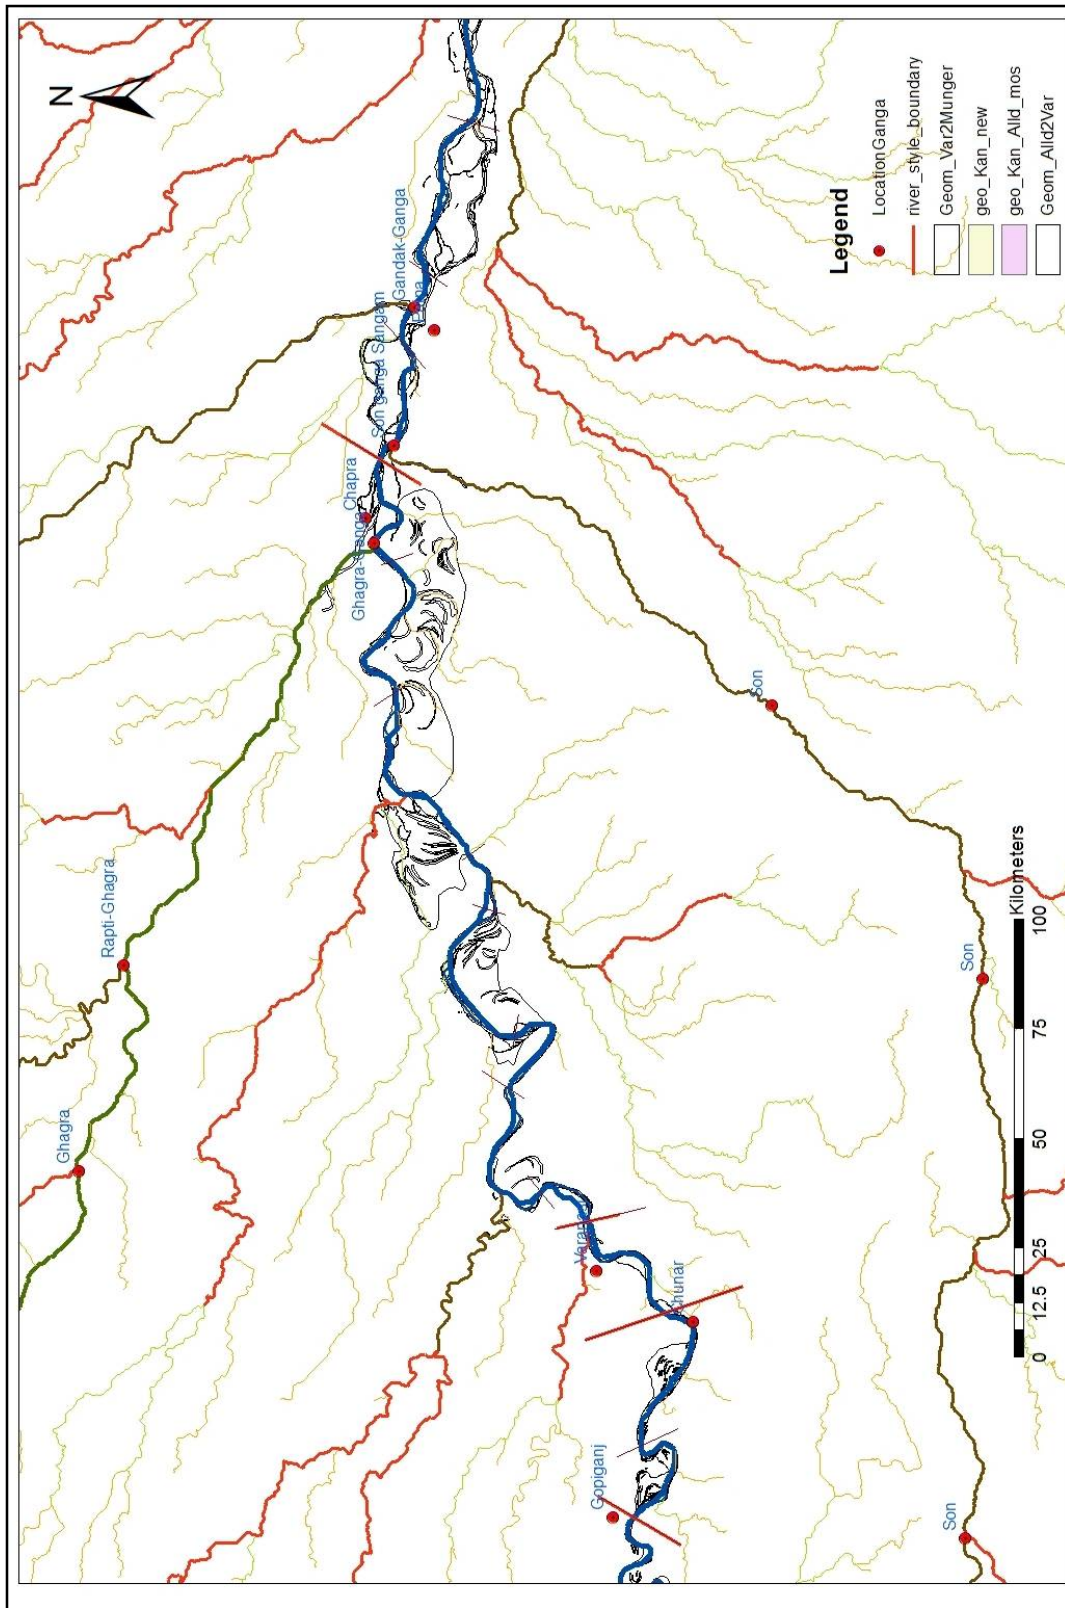 N
Ghagra
Rapti-Ghagra
Ghagra-Ganga
Chapra
Son ganga Sangam
Gandak-Ganga
Gopiganj
Chunar
Son
Son
Son
Kilometers
0 12.5 25 50 75 100
Legend
LocationGanga
river_style_boundary
Geom_Var2Munger
geo_Kan_new
geo_Kan_Alld_mos
Geom_Alld2Var